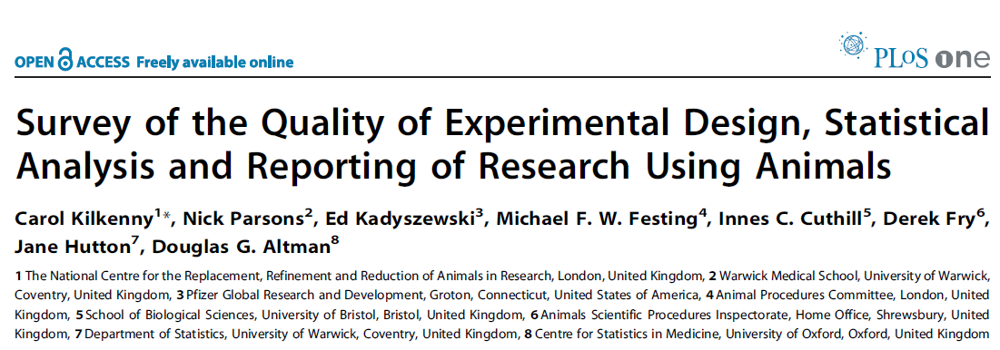 OPEN ACCESS Freely available online
PLoS one
Survey of the Quality of Experimental Design, Statistical
Analysis and Reporting of Research Using Animals
Carol Kilkenny1*, Nick Parsons2, Ed Kadyszewski3, Michael F. W. Festing4, Innes C. Cuthill5, Derek Fry6,
Jane Hutton7, Douglas G. Altman8
1 The National Centre for the Replacement, Refinement and Reduction of Animals in Research, London, United Kingdom, 2 Warwick Medical School, University of Warwick,
Coventry, United Kingdom, 3 Pfizer Global Research and Development, Groton, Connecticut, United States of America, 4 Animal Procedures Committee, London, United
Kingdom, 5 School of Biological Sciences, University of Bristol, Bristol, United Kingdom, 6 Animals Scientific Procedures Inspectorate, Home Office, Shrewsbury, United
Kingdom, 7 Department of Statistics, University of Warwick, Coventry, United Kingdom, 8 Centre for Statistics in Medicine, University of Oxford, Oxford, United Kingdom